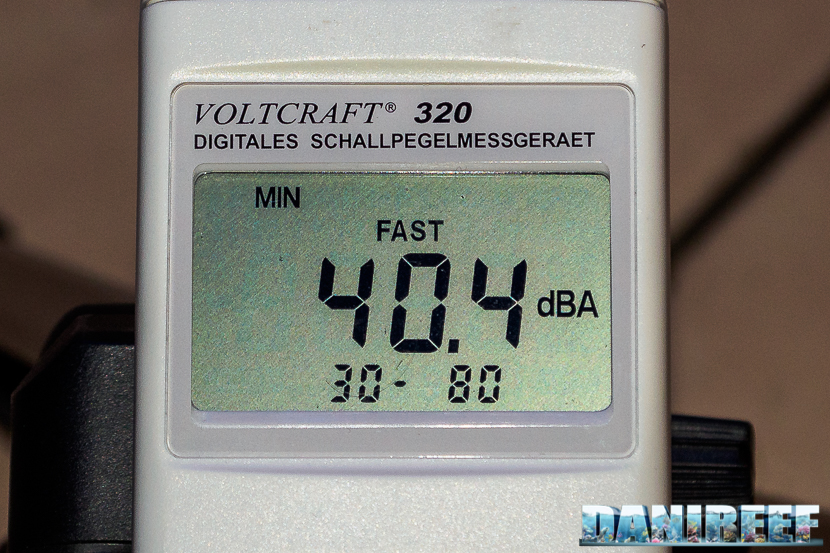 VOLTCRAFT® 320
DIGITALES SCHALLPEGELMESSGERAET
MIN
FAST
40.4 dBA
30 - 80
DANIREEF